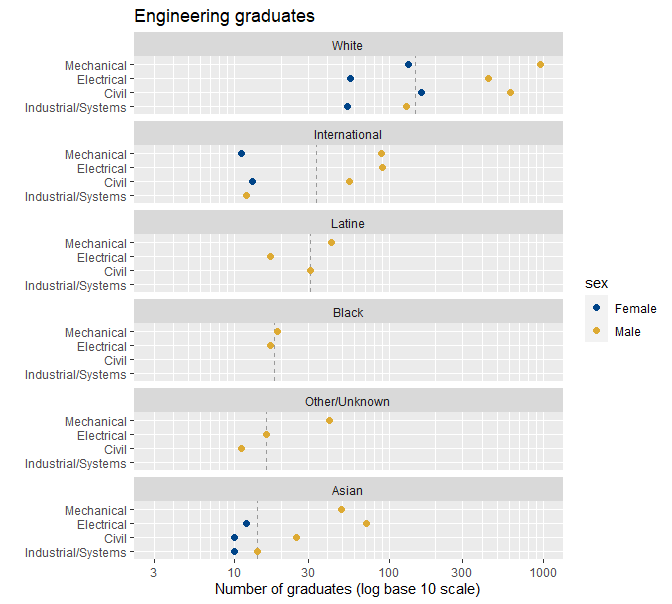 Engineering graduates
White
Mechanical
Electrical
Civil
Industrial/Systems
International
Mechanical
Electrical
Civil
Industrial/Systems
Latine
Mechanical
Electrical
Civil
Industrial/Systems
Black
Mechanical
Electrical
Civil
Industrial/Systems
Other/Unknown
Mechanical
Electrical
Civil
Industrial/Systems
Asian
Mechanical
Electrical
Civil
Industrial/Systems
3 10 30 100 300 1000
Number of graduates (log base 10 scale)
sex
Female
Male